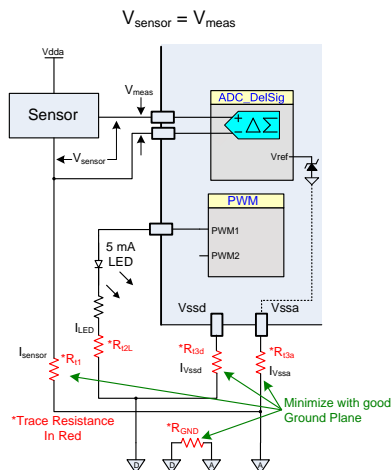 Vsensor = Vmeas
Vdda
Sensor
Vmeas
Vsensor
ADC_DelSig
+
-
ΔΣ
Vref
PWM
PWM1
PWM2
5 mA
LED
Vssd
Vssa
ILED
Isensor
*Rt1
*Rt2L
*Rt3d
IVssd
*Rt3a
IVssa
Minimize with good
Ground Plane
*Trace Resistance
In Red
*RGND
D
D
A
A